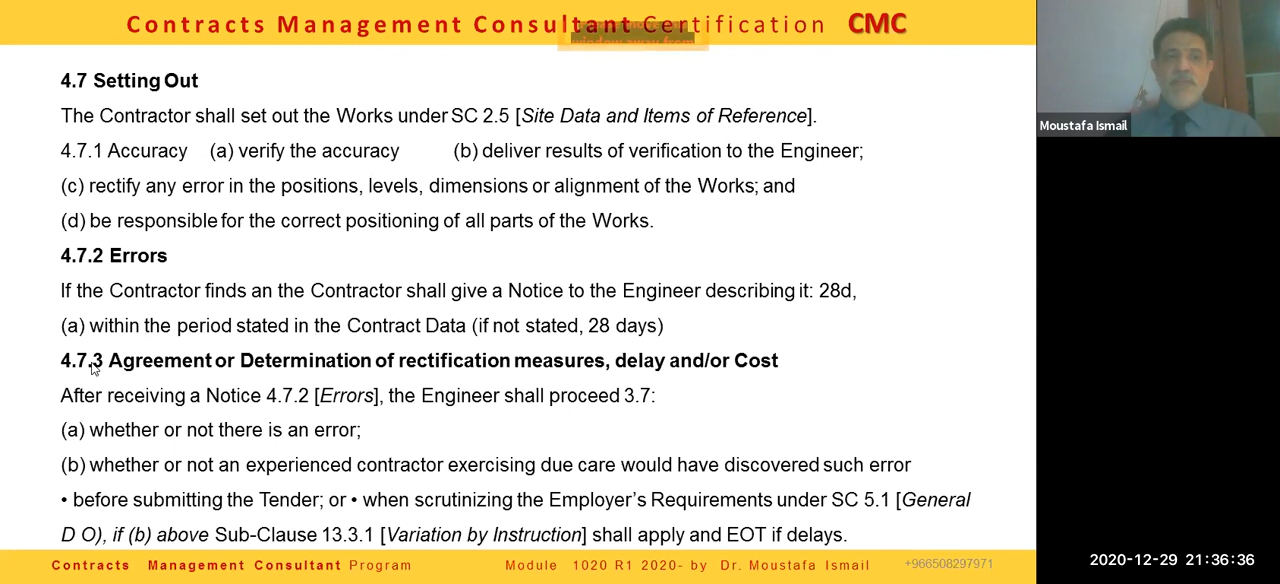 Contracts Management Consultant Certification CMC
4.7 Setting Out
The Contractor shall set out the Works under SC 2.5 [Site Data and Items of Reference].
4.7.1 Accuracy (a) verify the accuracy (b) deliver results of verification to the Engineer;
(c) rectify any error in the positions, levels, dimensions or alignment of the Works; and
(d) be responsible for the correct positioning of all parts of the Works.
4.7.2 Errors
If the Contractor finds an the Contractor shall give a Notice to the Engineer describing it: 28d,
(a) within the period stated in the Contract Data (if not stated, 28 days)
4.7.3 Agreement or Determination of rectification measures, delay and/or Cost
After receiving a Notice 4.7.2 [Errors], the Engineer shall proceed 3.7:
(a) whether or not there is an error;
(b) whether or not an experienced contractor exercising due care would have discovered such error
• before submitting the Tender; or • when scrutinizing the Employer's Requirements under SC 5.1 [General
D O), if (b) above Sub-Clause 13.3.1 [Variation by Instruction] shall apply and EOT if delays.
Contracts Management Consultant Program Module 1020 R1 2020- by Dr. Moustafa Ismail +966508297971
Moustafa Ismail
2020-12-29 21:36:36